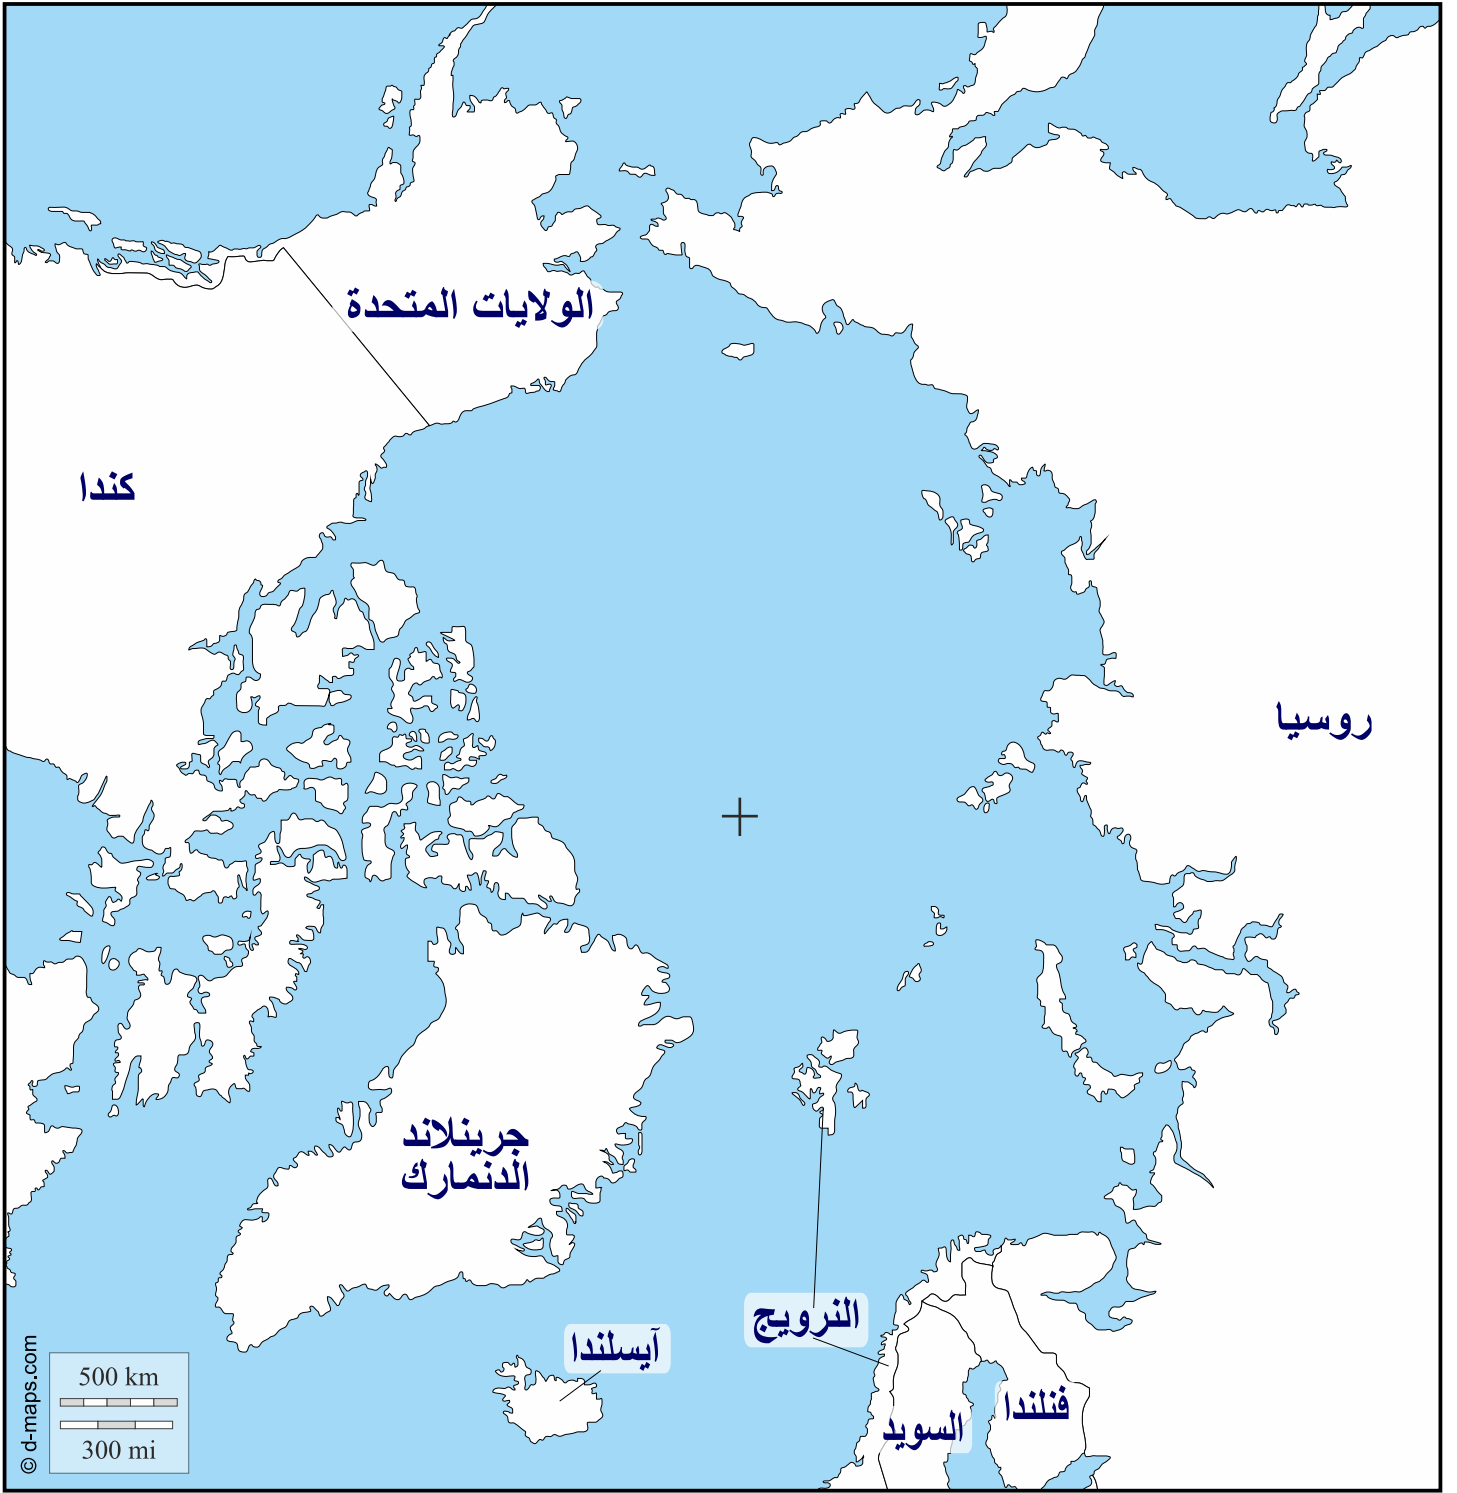 الولايات المتحدة
كندا
روسيا
جرينلاند
الدنمارك
النرويج
آيسلندا
فنلندا
السويد
500 km
300 mi
© d-maps.com